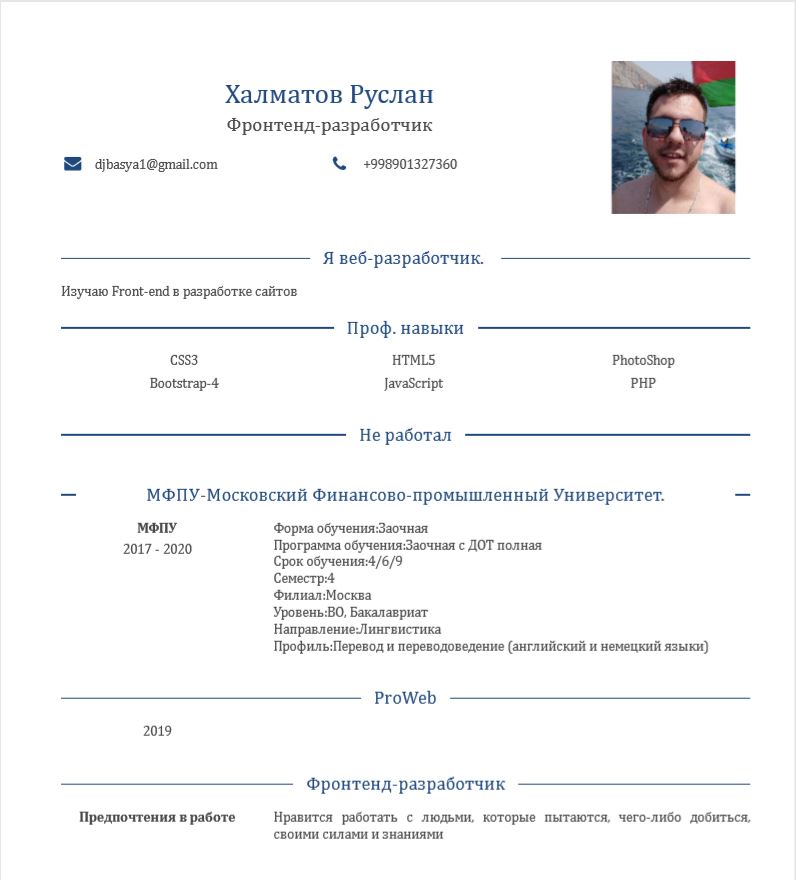 Халматов Руслан
Фронтенд-разработчик
djbasya1@gmail.com +998901327360
Я веб-разработчик.
Изучаю Front-end в разработке сайтов
Проф. навыки
CSS3 HTML5 PhotoShop
Bootstrap-4 JavaScript PHP
Не работал
МФПУ-Московский Финансово-промышленный Университет.
МФПУ Форма обучения:Заочная
2017 - 2020 Программа обучения:Заочная с ДОТ полная
Срок обучения:4/6/9
Семестр:4
Филиал:Москва
Уровень:ВО, Бакалавриат
Направление:Лингвистика
Профиль:Перевод и переводоведение (английский и немецкий языки)
ProWeb
2019
Фронтенд-разработчик
Предпочтения в работе Нравится работать с людьми, которые пытаются, чего-либо добиться,
своими силами и знаниями